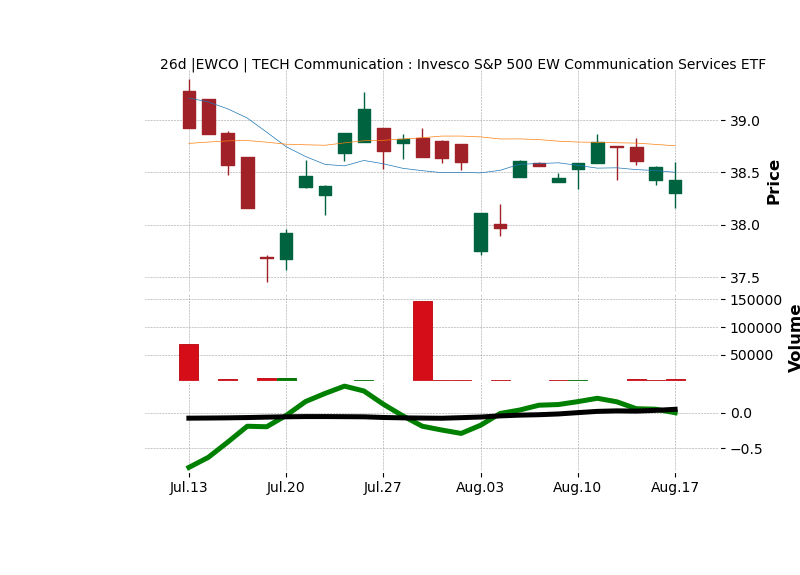 26d |EWCO | TECH Communication : Invesco S&P 500 EW Communication Services ETF
39.0
38.5
38.0
37.5
Price
150000
100000
50000
Volume
0.0
−0.5
Jul.13 Jul.20 Jul.27 Aug.03 Aug.10 Aug.17